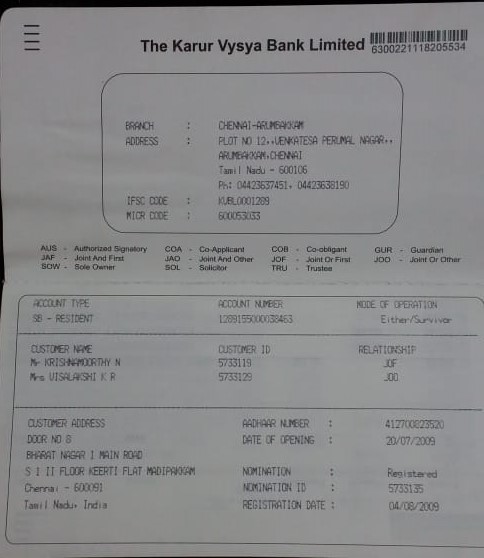 The Karur Vysya Bank Limited
6300221118205534
BRANCH : CHENNAI-ARUMBAKKAM
ADDRESS : PLOT NO 12,,VENKATESA PERUMAL NAGAR,,
ARUMBAKKAM,CHENNAI
Tamil Nadu - 600106
Ph: 04423637451, 04423638190
IFSC CODE : KVBL0001289
MICR CODE : 600053033
AUS - Authorized Signatory COA - Co-Applicant COB - Co-obligant GUR - Guardian
JAF - Joint And First JAO - Joint And Other JOF - Joint Or First JOO - Joint Or Other
SOW - Sole Owner SOL - Solicitor TRU - Trustee
ACCOUNT TYPE ACCOUNT NUMBER MODE OF OPERATION
SB - RESIDENT 1289155000038463 Either/Survivor
CUSTOMER NAME CUSTOMER ID RELATIONSHIP
Mr KRISHNAMOORTHY N 5733119 JOF
Mrs VISALAKSHI K R 5733129 JOO
CUSTOMER ADDRESS AADHAAR NUMBER : 412700823520
DOOR NO 8 DATE OF OPENING : 20/07/2009
BHARAT NAGAR I MAIN ROAD
S 1 II FLOOR KEERTI FLAT MADIPAKKAM NOMINATION : Registered
Chennai - 600091 NOMINATION ID : 5733135
Tamil Nadu, India REGISTRATION DATE : 04/08/2009